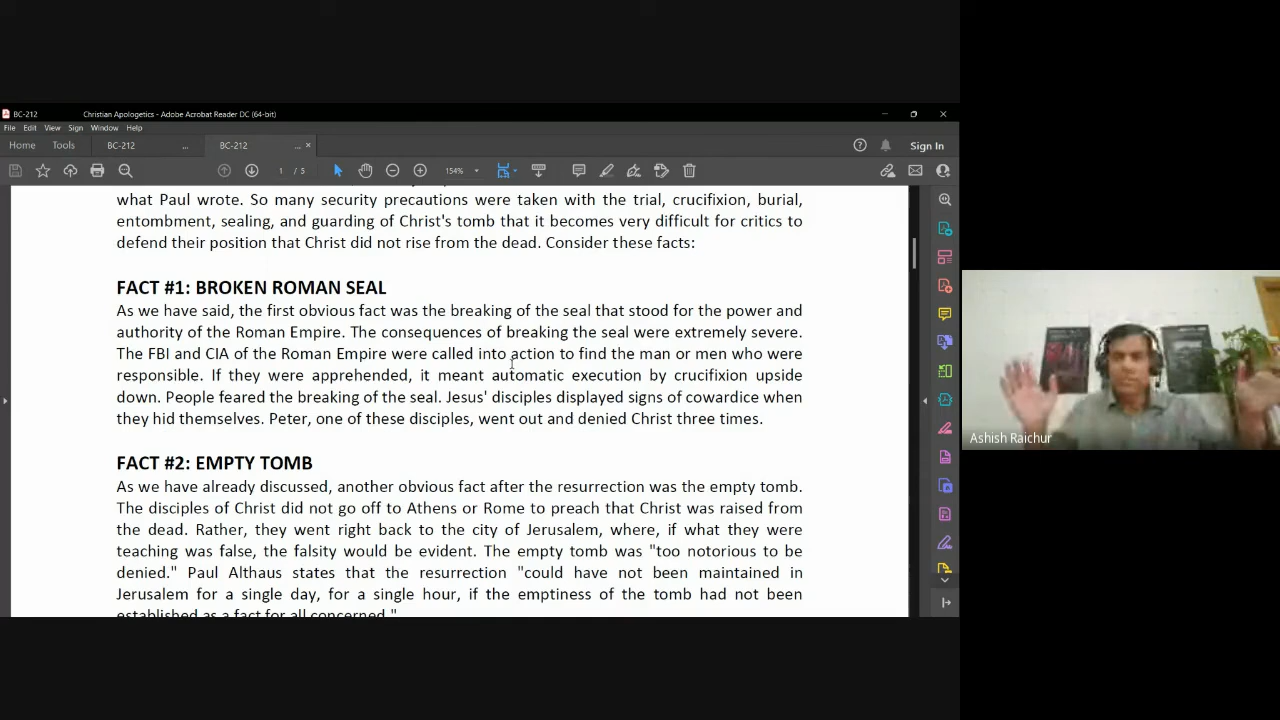 BC-212 Christian Apologetics - Adobe Acrobat Reader DC (64-bit)
File Edit View Sign Window Help
Home Tools BC-212 ... BC-212 ... × Sign In
1 / 5 154%
what Paul wrote. So many security precautions were taken with the trial, crucifixion, burial,
entombment, sealing, and guarding of Christ's tomb that it becomes very difficult for critics to
defend their position that Christ did not rise from the dead. Consider these facts:
FACT #1: BROKEN ROMAN SEAL
As we have said, the first obvious fact was the breaking of the seal that stood for the power and
authority of the Roman Empire. The consequences of breaking the seal were extremely severe.
The FBI and CIA of the Roman Empire were called into action to find the man or men who were
responsible. If they were apprehended, it meant automatic execution by crucifixion upside
down. People feared the breaking of the seal. Jesus' disciples displayed signs of cowardice when
they hid themselves. Peter, one of these disciples, went out and denied Christ three times.
FACT #2: EMPTY TOMB
As we have already discussed, another obvious fact after the resurrection was the empty tomb.
The disciples of Christ did not go off to Athens or Rome to preach that Christ was raised from
the dead. Rather, they went right back to the city of Jerusalem, where, if what they were
teaching was false, the falsity would be evident. The empty tomb was "too notorious to be
denied." Paul Althaus states that the resurrection "could have not been maintained in
Jerusalem for a single day, for a single hour, if the emptiness of the tomb had not been
established as a fact for all concerned."
Ashish Raichur